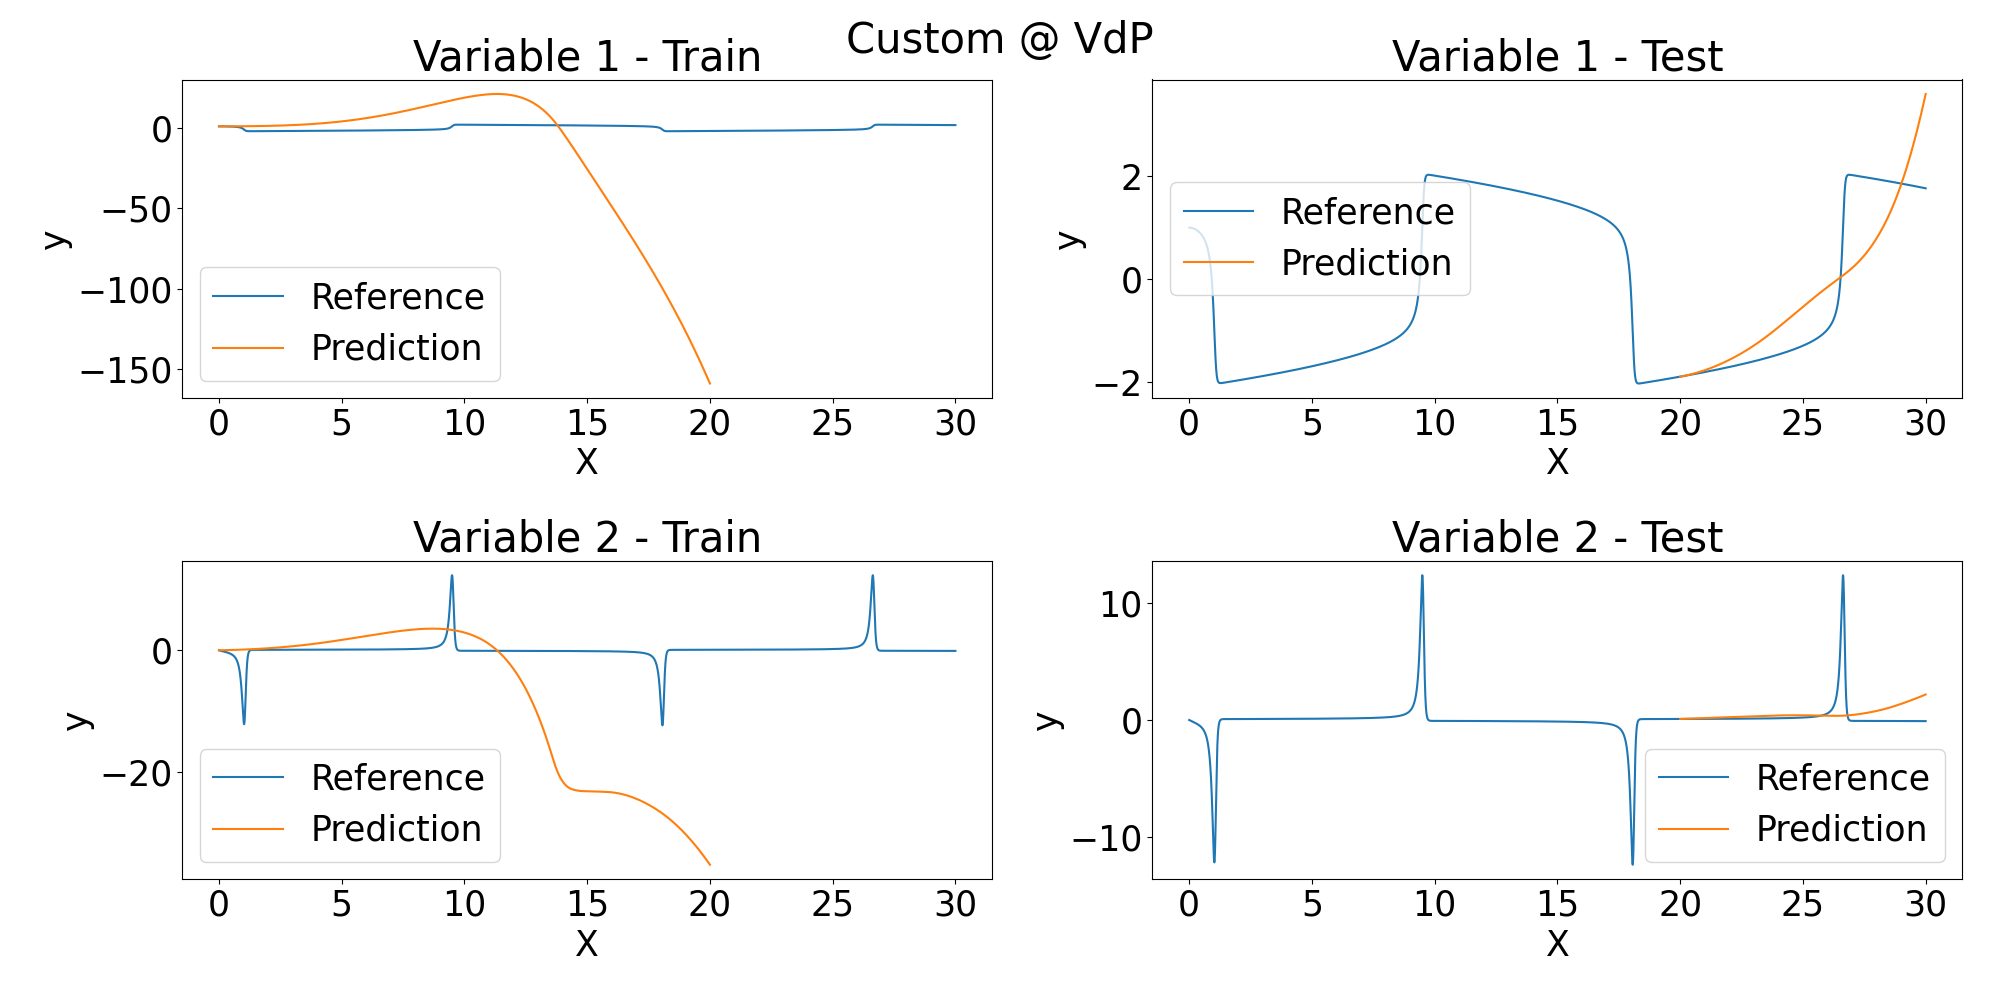 Custom @ VdP
Variable 1 - Train
y
0
−50
−100
−150
Reference
Prediction
0 5 10 15 20 25 30
X
Variable 1 - Test
y
2
0
−2
Reference
Prediction
0 5 10 15 20 25 30
X
Variable 2 - Train
y
0
−20
Reference
Prediction
0 5 10 15 20 25 30
X
Variable 2 - Test
y
10
0
−10
Reference
Prediction
0 5 10 15 20 25 30
X